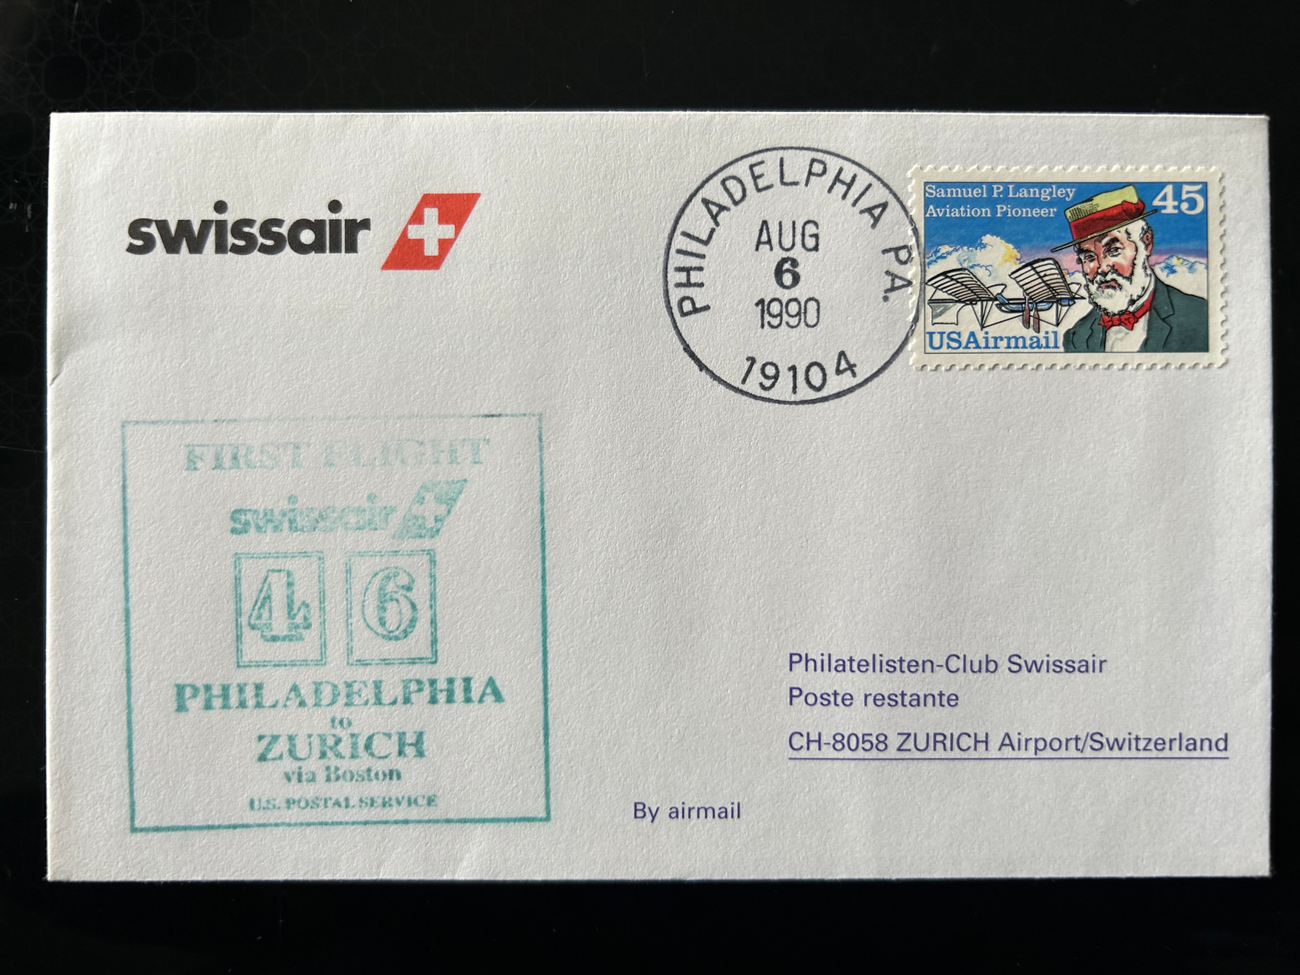 swissair
PHILADELPHIA PA.
AUG
6
1990
19104
Samuel P. Langley
Aviation Pioneer
45
USAirmail
FIRST FLIGHT
swissair
4 6
PHILADELPHIA
to
ZURICH
via Boston
U.S. POSTAL SERVICE
Philatelisten-Club Swissair
Poste restante
CH-8058 ZURICH Airport/Switzerland
By airmail